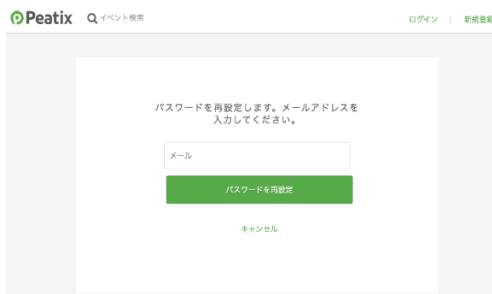 Peatix
イベント検索
ログイン | 新規登録
パスワードを再設定します。メールアドレスを
入力してください。
メール
パスワードを再設定
キャンセル